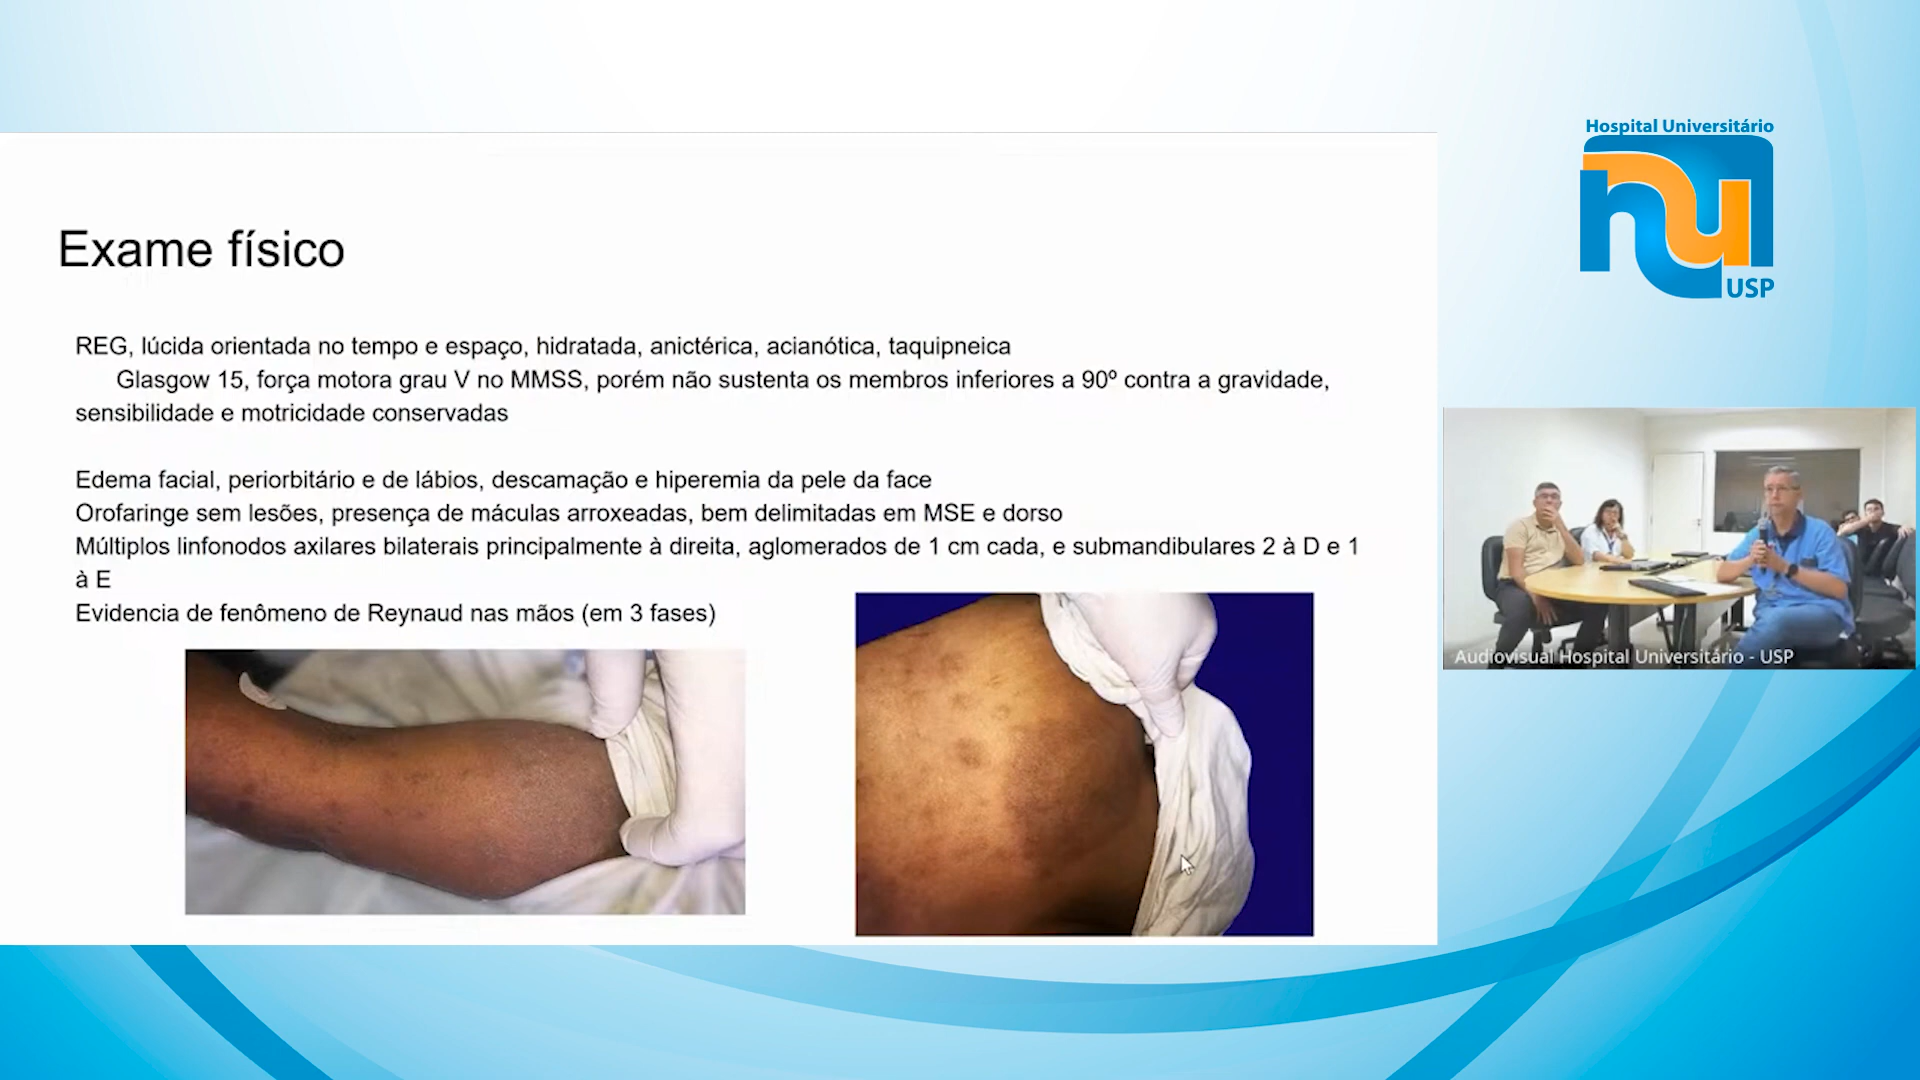 Hospital Universitário
USP
Exame físico
REG, lúcida orientada no tempo e espaço, hidratada, anictérica, acianótica, taquipneica
Glasgow 15, força motora grau V no MMSS, porém não sustenta os membros inferiores a 90º contra a gravidade,
sensibilidade e motricidade conservadas
Edema facial, periorbitário e de lábios, descamação e hiperemia da pele da face
Orofaringe sem lesões, presença de máculas arroxeadas, bem delimitadas em MSE e dorso
Múltiplos linfonodos axilares bilaterais principalmente à direita, aglomerados de 1 cm cada, e submandibulares 2 à D e 1
à E
Evidencia de fenômeno de Reynaud nas mãos (em 3 fases)
Audiovisual Hospital Universitário - USP